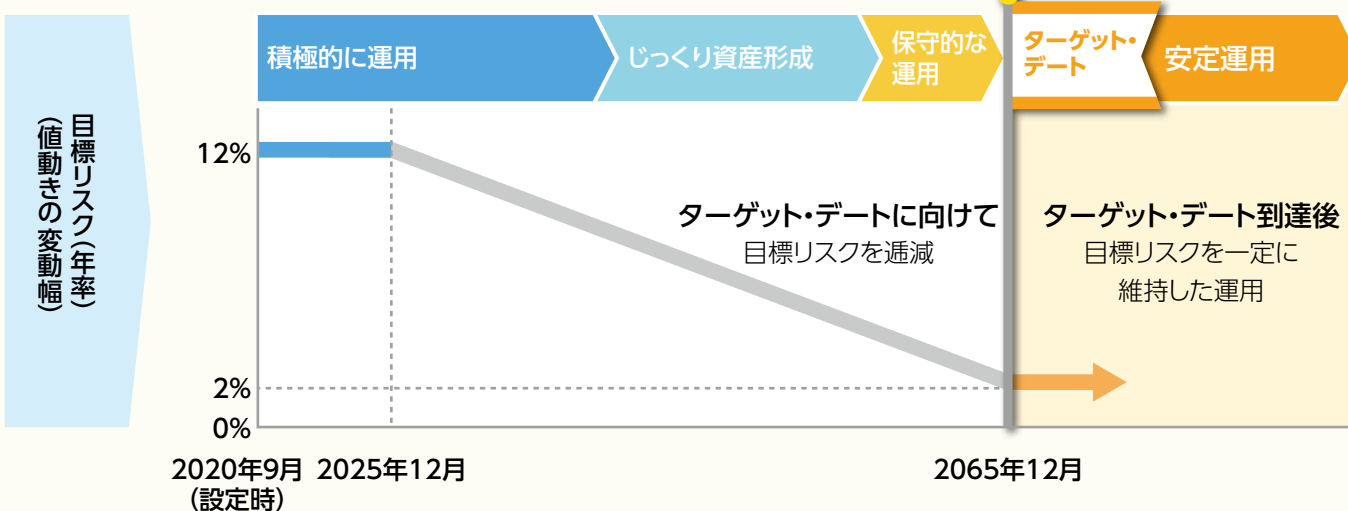 積極的に運用
じっくり資産形成
保守的な
運用
ターゲット・
デート
安定運用
目標リスク(年率)
(値動きの変動幅)
12%
ターゲット・デートに向けて
目標リスクを逓減
ターゲット・デート到達後
目標リスクを一定に
維持した運用
2%
0%
2020年9月
(設定時)
2025年12月
2065年12月